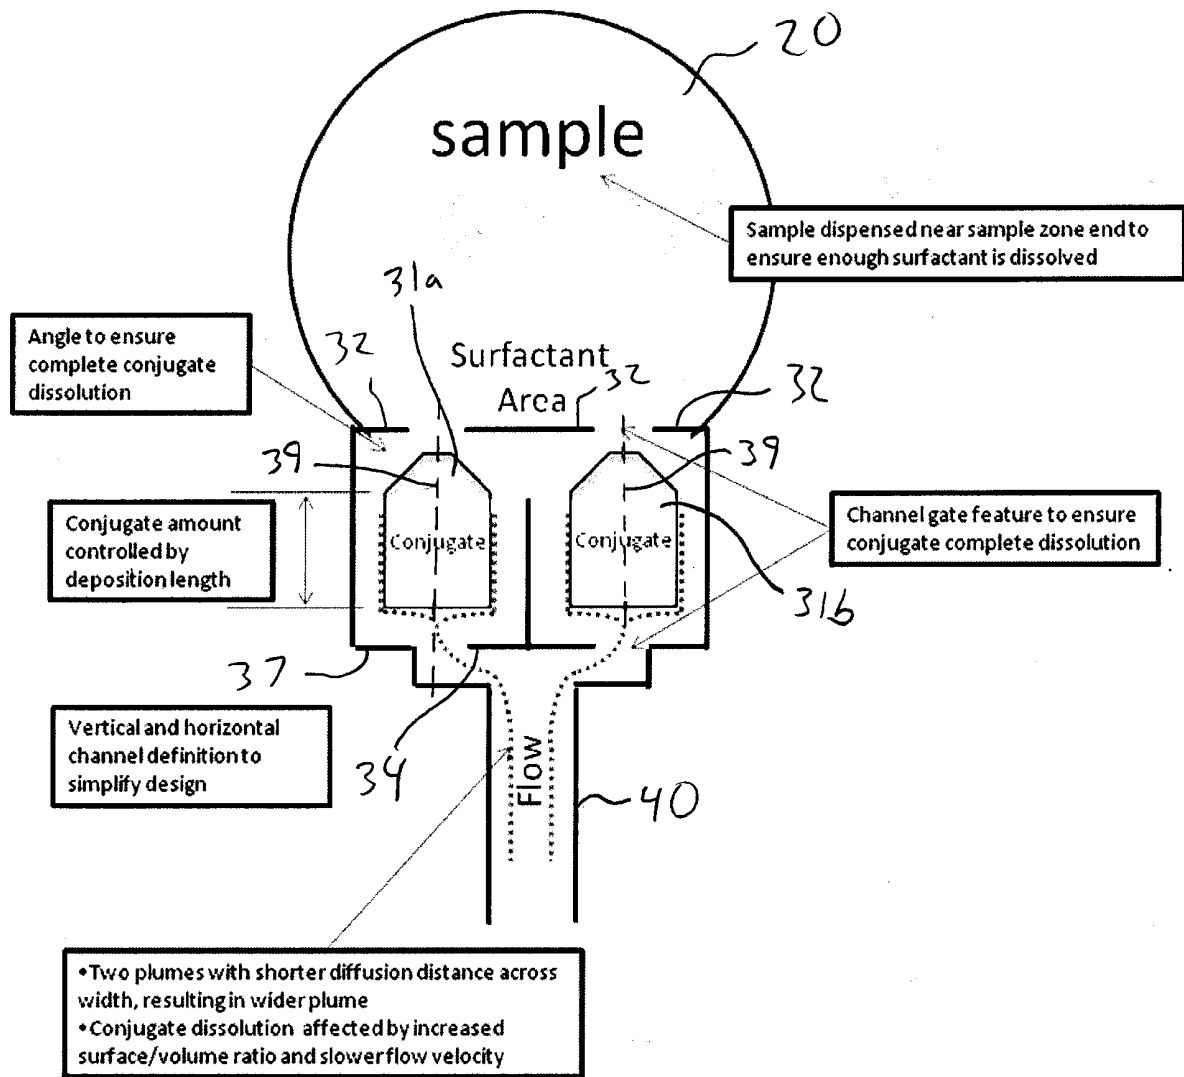 20
sample
Sample dispensed near sample zone end to
ensure enough surfactant is dissolved
31a
Angle to ensure
complete conjugate
dissolution
32
Surfactant
Area
32
32
39
39
Conjugate amount
controlled by
deposition length
Conjugate
Conjugate
Channel gate feature to ensure
conjugate complete dissolution
31b
37
34
Vertical and horizontal
channel definition to
simplify design
Flow
40
•Two plumes with shorter diffusion distance across
width, resulting in wider plume
•Conjugate dissolution affected by increased
surface/volume ratio and slower flow velocity